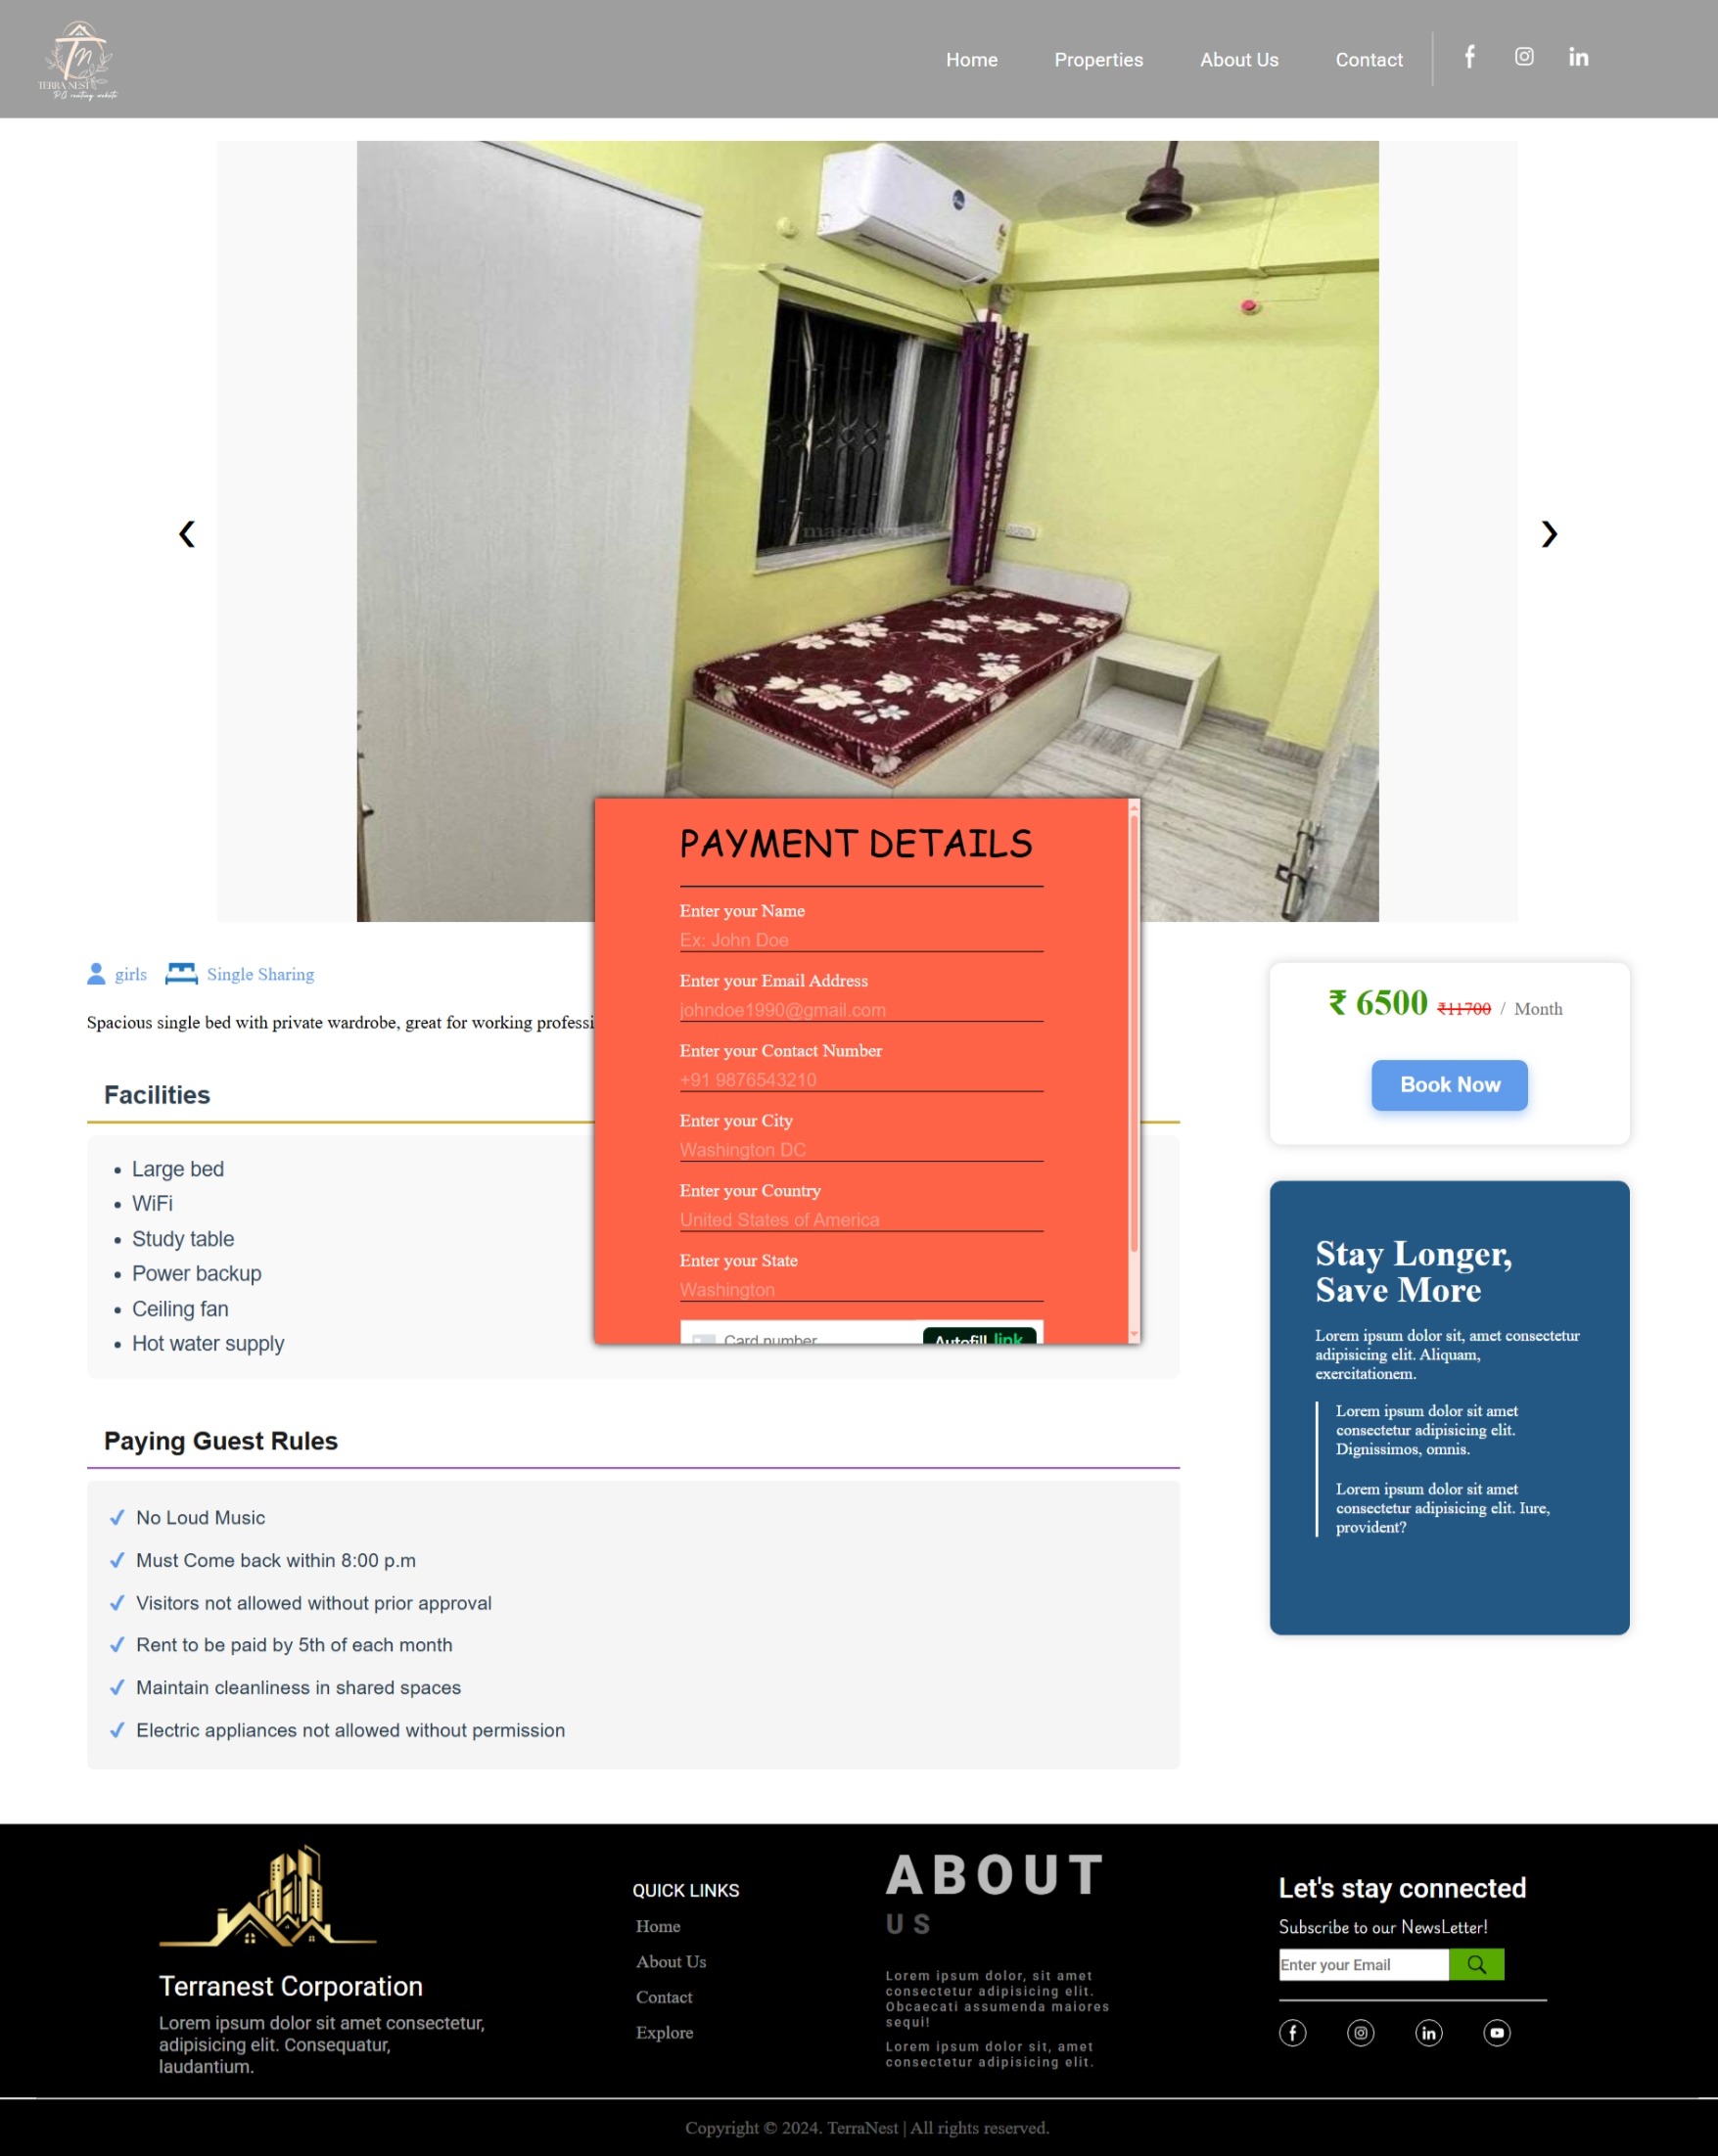 TERRA NEST
P.G renting website
Home
Properties
About Us
Contact
magicbricks
PAYMENT DETAILS
Enter your Name
Ex: John Doe
Enter your Email Address
johndoe1990@gmail.com
Enter your Contact Number
+91 9876543210
Enter your City
Washington DC
Enter your Country
United States of America
Enter your State
Washington
Card number
Autofill link
girls
Single Sharing
Spacious single bed with private wardrobe, great for working professi
Facilities
Large bed
WiFi
Study table
Power backup
Ceiling fan
Hot water supply
Paying Guest Rules
No Loud Music
Must Come back within 8:00 p.m
Visitors not allowed without prior approval
Rent to be paid by 5th of each month
Maintain cleanliness in shared spaces
Electric appliances not allowed without permission
₹ 6500 ₹11700 / Month
Book Now
Stay Longer,
Save More
Lorem ipsum dolor sit, amet consectetur
adipisicing elit. Aliquam,
exercitationem.
Lorem ipsum dolor sit amet
consectetur adipisicing elit.
Dignissimos, omnis.
Lorem ipsum dolor sit amet
consectetur adipisicing elit. Iure,
provident?
Terranest Corporation
Lorem ipsum dolor sit amet consectetur,
adipisicing elit. Consequatur,
laudantium.
QUICK LINKS
Home
About Us
Contact
Explore
ABOUT
US
Lorem ipsum dolor, sit amet
consectetur adipisicing elit.
Obcaecati assumenda maiores
sequi!
Lorem ipsum dolor sit, amet
consectetur adipisicing elit.
Let's stay connected
Subscribe to our NewsLetter!
Enter your Email
Copyright © 2024. TerraNest | All rights reserved.